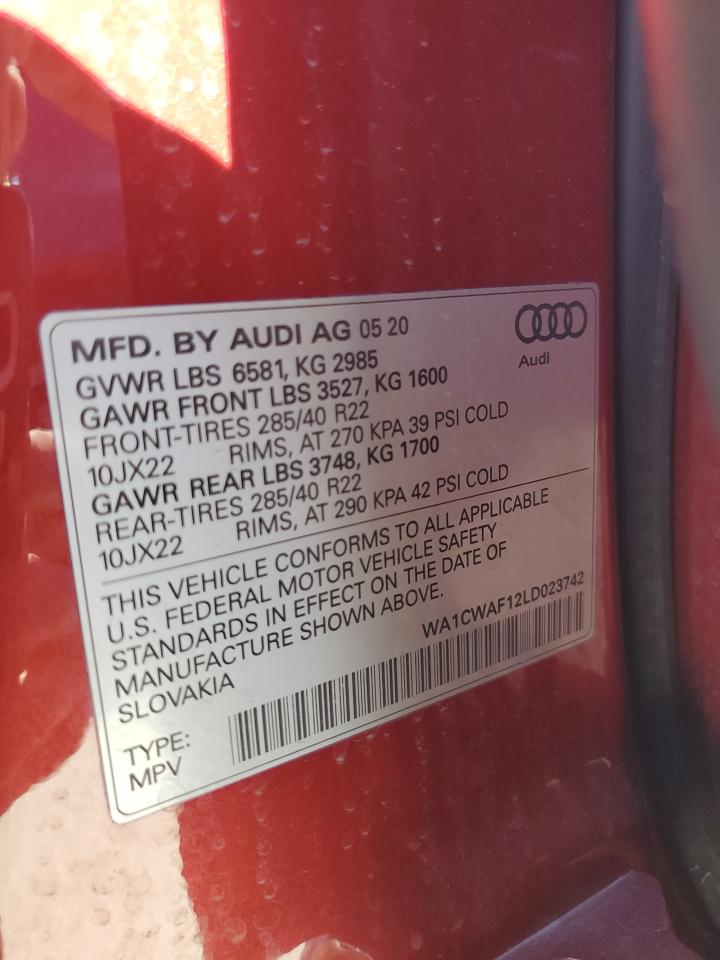 MFD. BY AUDI AG 05 20
Audi
GVWR LBS 6581, KG 2985
GAWR FRONT LBS 3527, KG 1600
FRONT-TIRES 285/40 R22
10JX22 RIMS, AT 270 KPA 39 PSI COLD
GAWR REAR LBS 3748, KG 1700
REAR-TIRES 285/40 R22
10JX22 RIMS, AT 290 KPA 42 PSI COLD
THIS VEHICLE CONFORMS TO ALL APPLICABLE
U.S. FEDERAL MOTOR VEHICLE SAFETY
STANDARDS IN EFFECT ON THE DATE OF
MANUFACTURE SHOWN ABOVE.
SLOVAKIA
WA1CWAF12LD023742
TYPE:
MPV